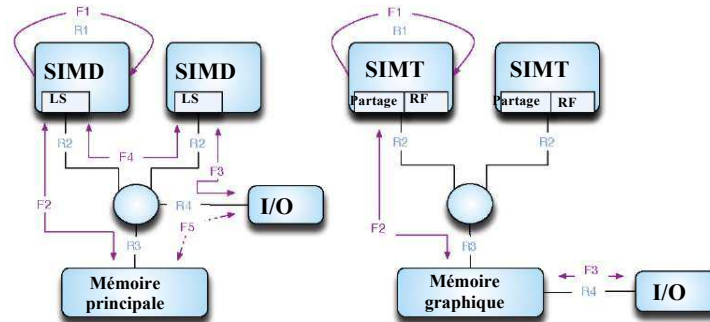 F1
R1
SIMD
SIMD
LS
LS
R2
R2
F4
F3
F2
R4
I/O
F5
R3
Mémoire
principale
F1
R1
SIMT
SIMT
Partage
RF
Partage
RF
R2
R2
F2
R3
F3
Mémoire
graphique
R4
I/O